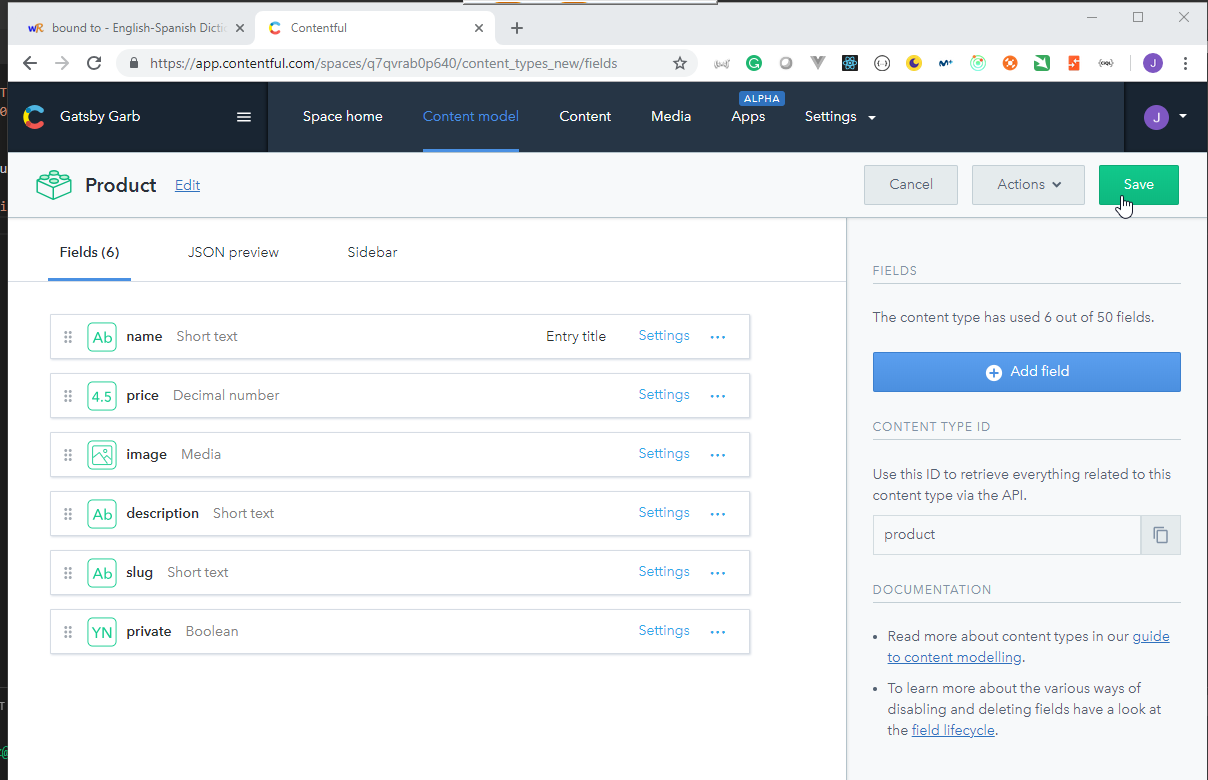 wR bound to - English-Spanish Dictio
Contentful
https://app.contentful.com/spaces/q7qvrab0p640/content_types_new/fields
J
Gatsby Garb
Space home
Content model
Content
Media
ALPHA
Apps
Settings
J
Product
Edit
Cancel
Actions
Save
Fields (6)
JSON preview
Sidebar
Ab name Short text Entry title Settings ...
4.5 price Decimal number Settings ...
image Media Settings ...
Ab description Short text Settings ...
Ab slug Short text Settings ...
YN private Boolean Settings ...
FIELDS
The content type has used 6 out of 50 fields.
Add field
CONTENT TYPE ID
Use this ID to retrieve everything related to this
content type via the API.
product
DOCUMENTATION
• Read more about content types in our guide
to content modelling.
• To learn more about the various ways of
disabling and deleting fields have a look at
the field lifecycle.